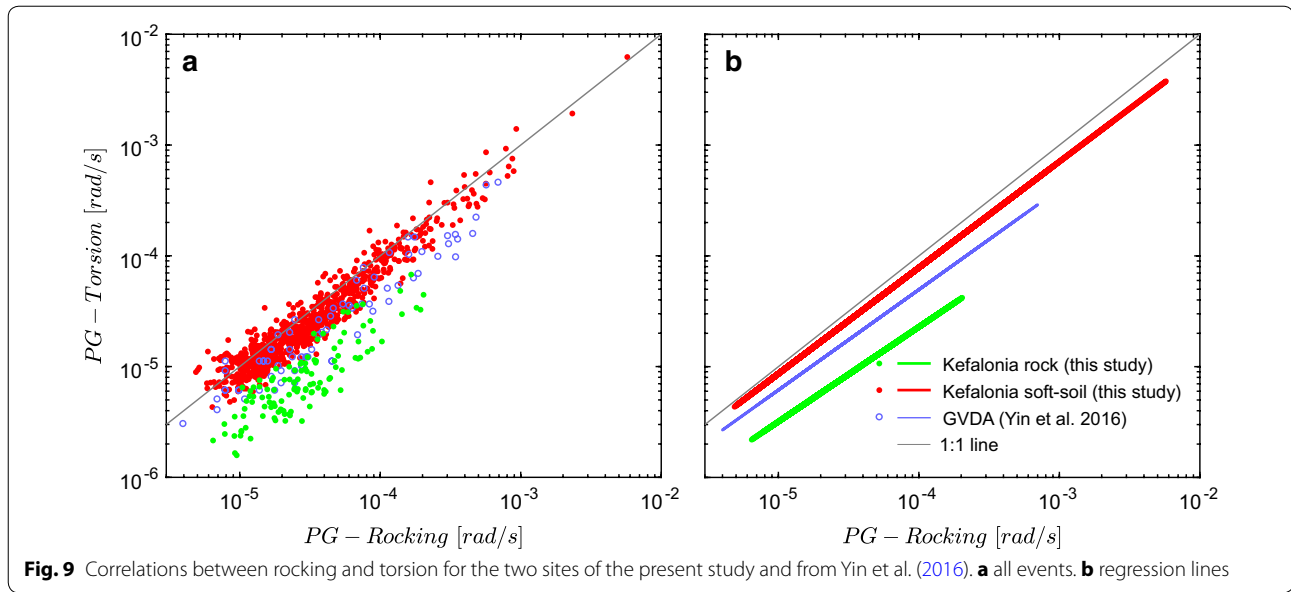 a
b
10⁻²
10⁻³
10⁻⁴
10⁻⁵
10⁻⁶
PG − Torsion [rad/s]
10⁻⁵ 10⁻⁴ 10⁻³ 10⁻²
10⁻⁵ 10⁻⁴ 10⁻³ 10⁻²
PG − Rocking [rad/s]
PG − Rocking [rad/s]
Kefalonia rock (this study)
Kefalonia soft-soil (this study)
GVDA (Yin et al. 2016)
1:1 line
Fig. 9 Correlations between rocking and torsion for the two sites of the present study and from Yin et al. (2016). a all events. b regression lines